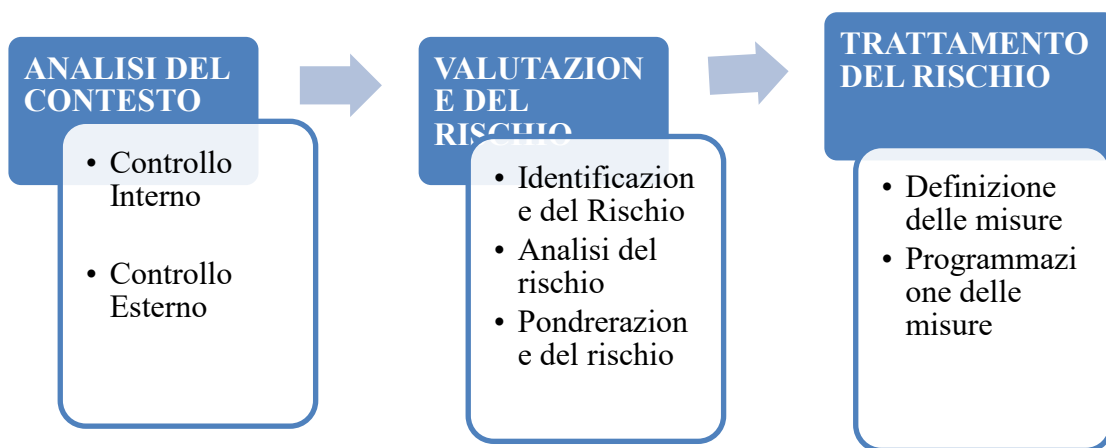 ANALISI DEL
CONTESTO
• Controllo
Interno
• Controllo
Esterno
VALUTAZION
E DEL
RISCHIO
• Identificazion
e del Rischio
• Analisi del
rischio
• Pondrerazion
e del rischio
TRATTAMENTO
DEL RISCHIO
• Definizione
delle misure
• Programmazi
one delle
misure